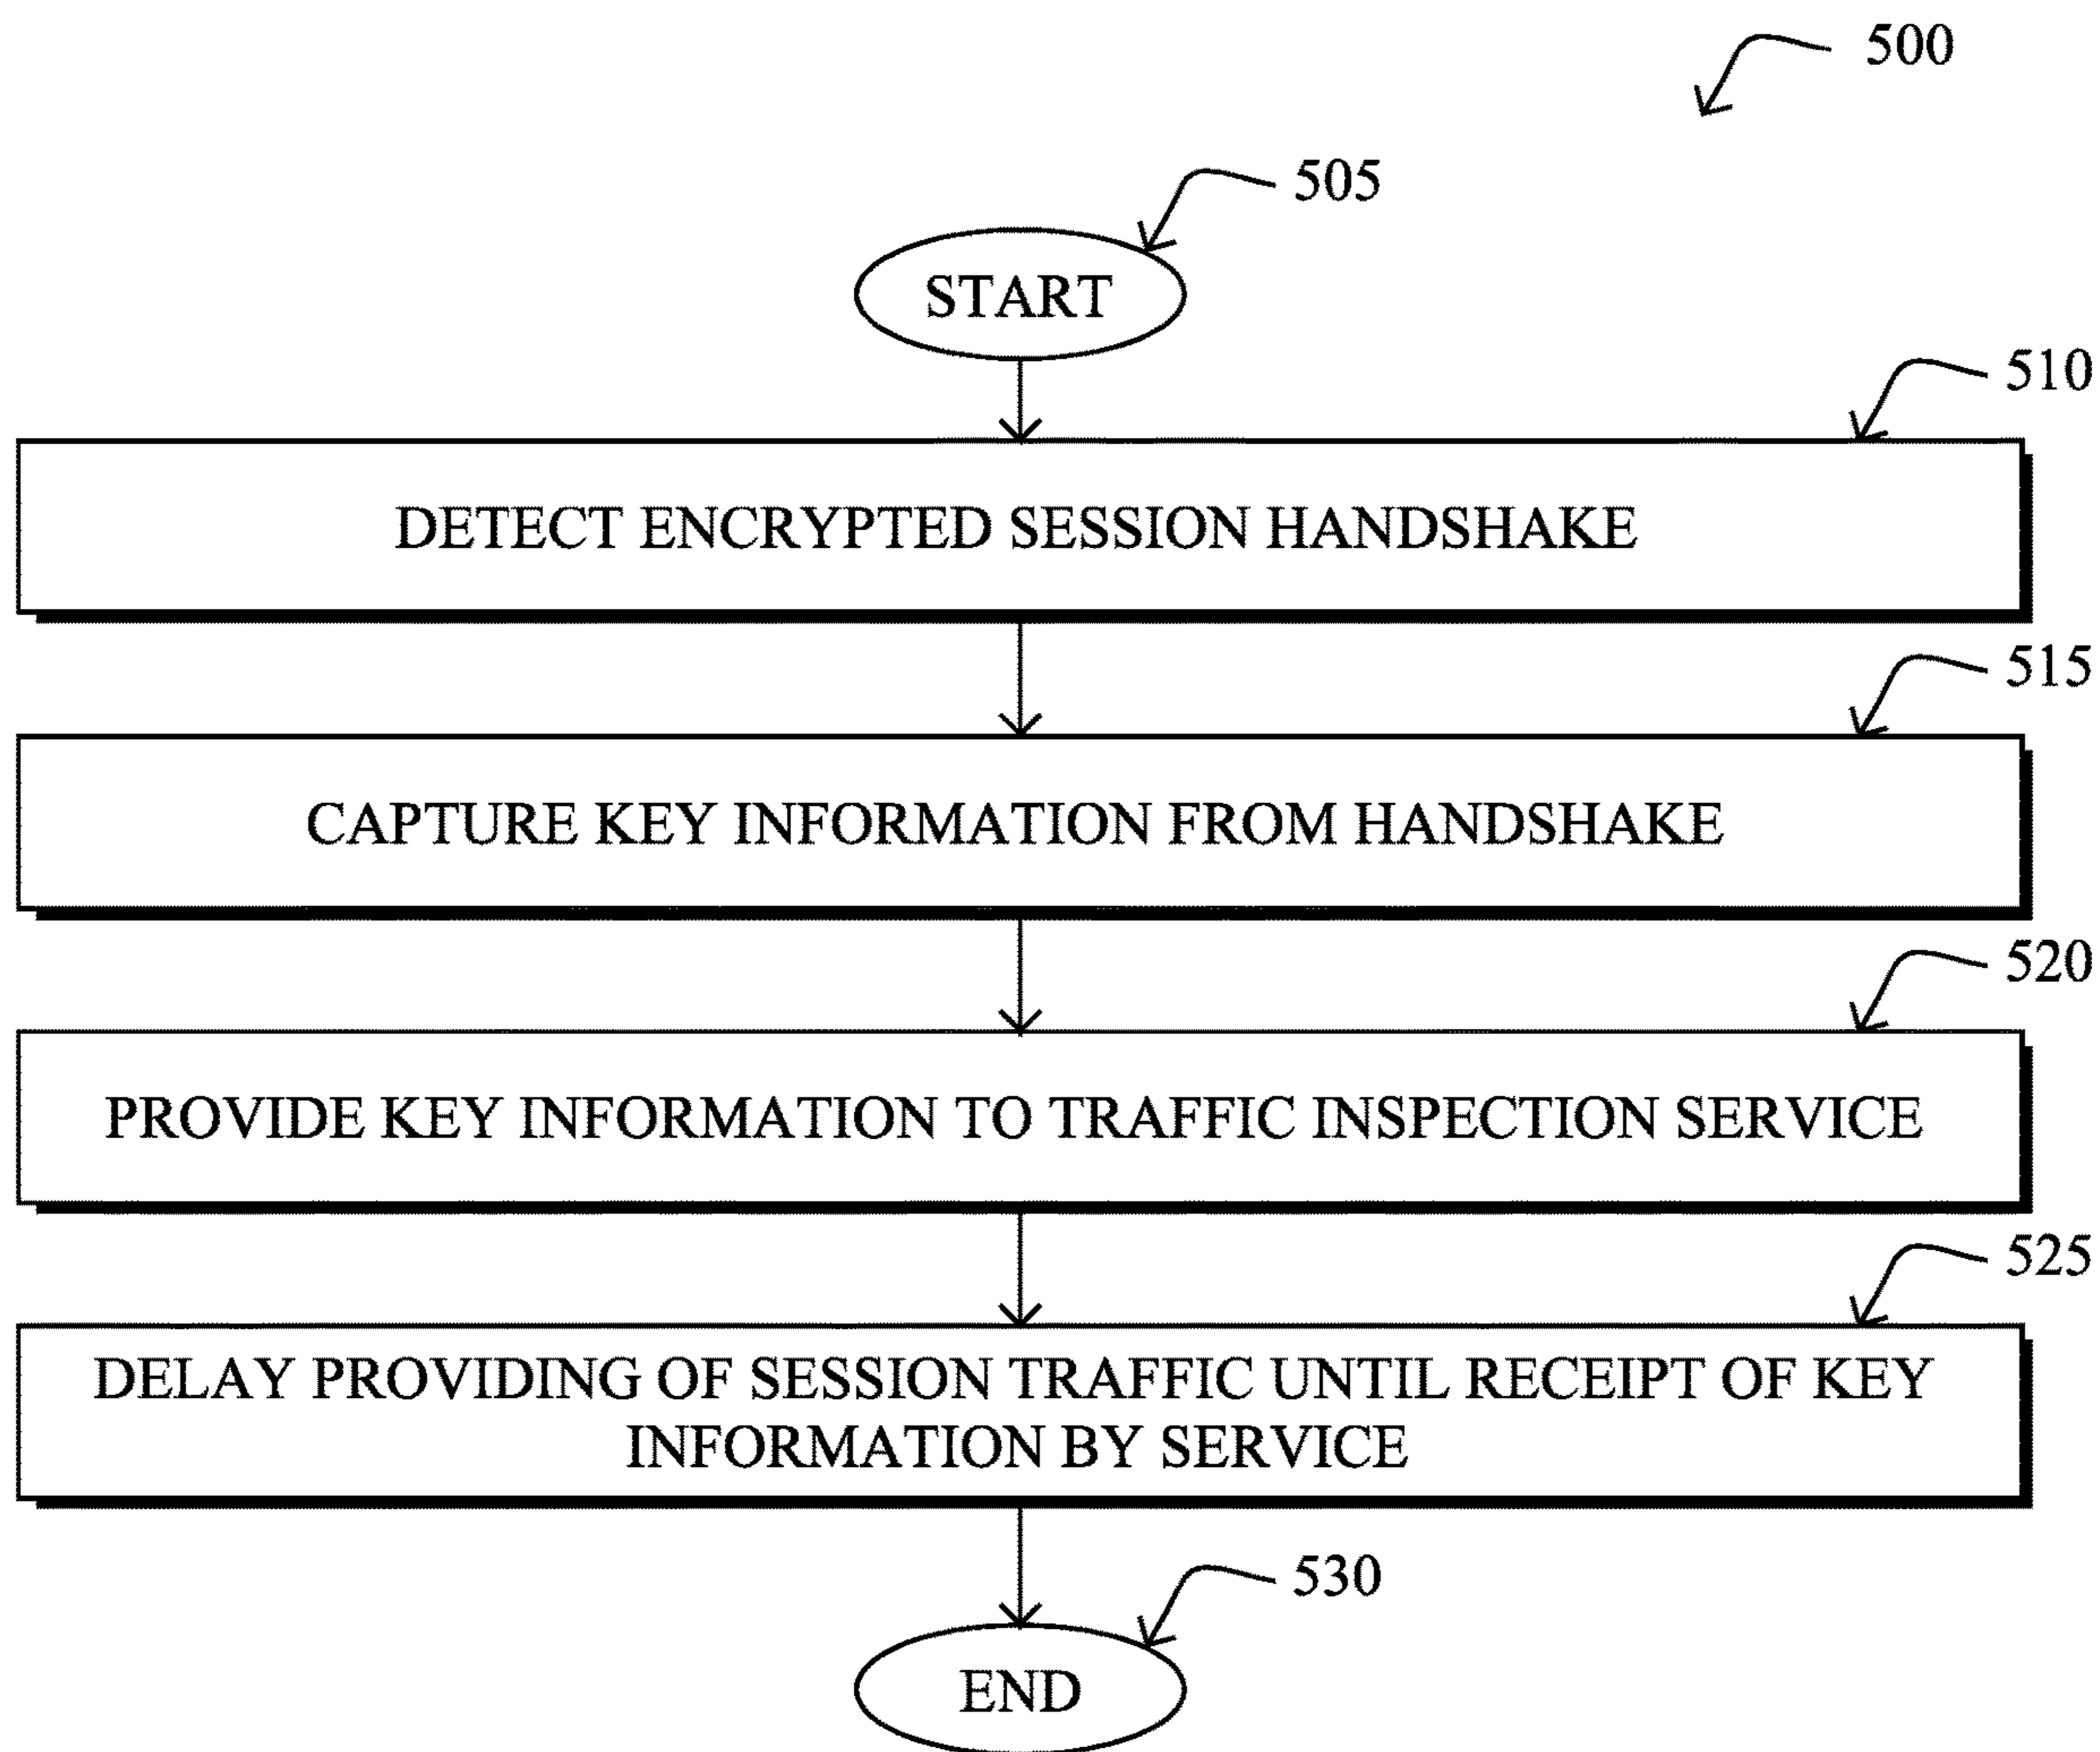 500
505
START
510
DETECT ENCRYPTED SESSION HANDSHAKE
515
CAPTURE KEY INFORMATION FROM HANDSHAKE
520
PROVIDE KEY INFORMATION TO TRAFFIC INSPECTION SERVICE
525
DELAY PROVIDING OF SESSION TRAFFIC UNTIL RECEIPT OF KEY
INFORMATION BY SERVICE
530
END